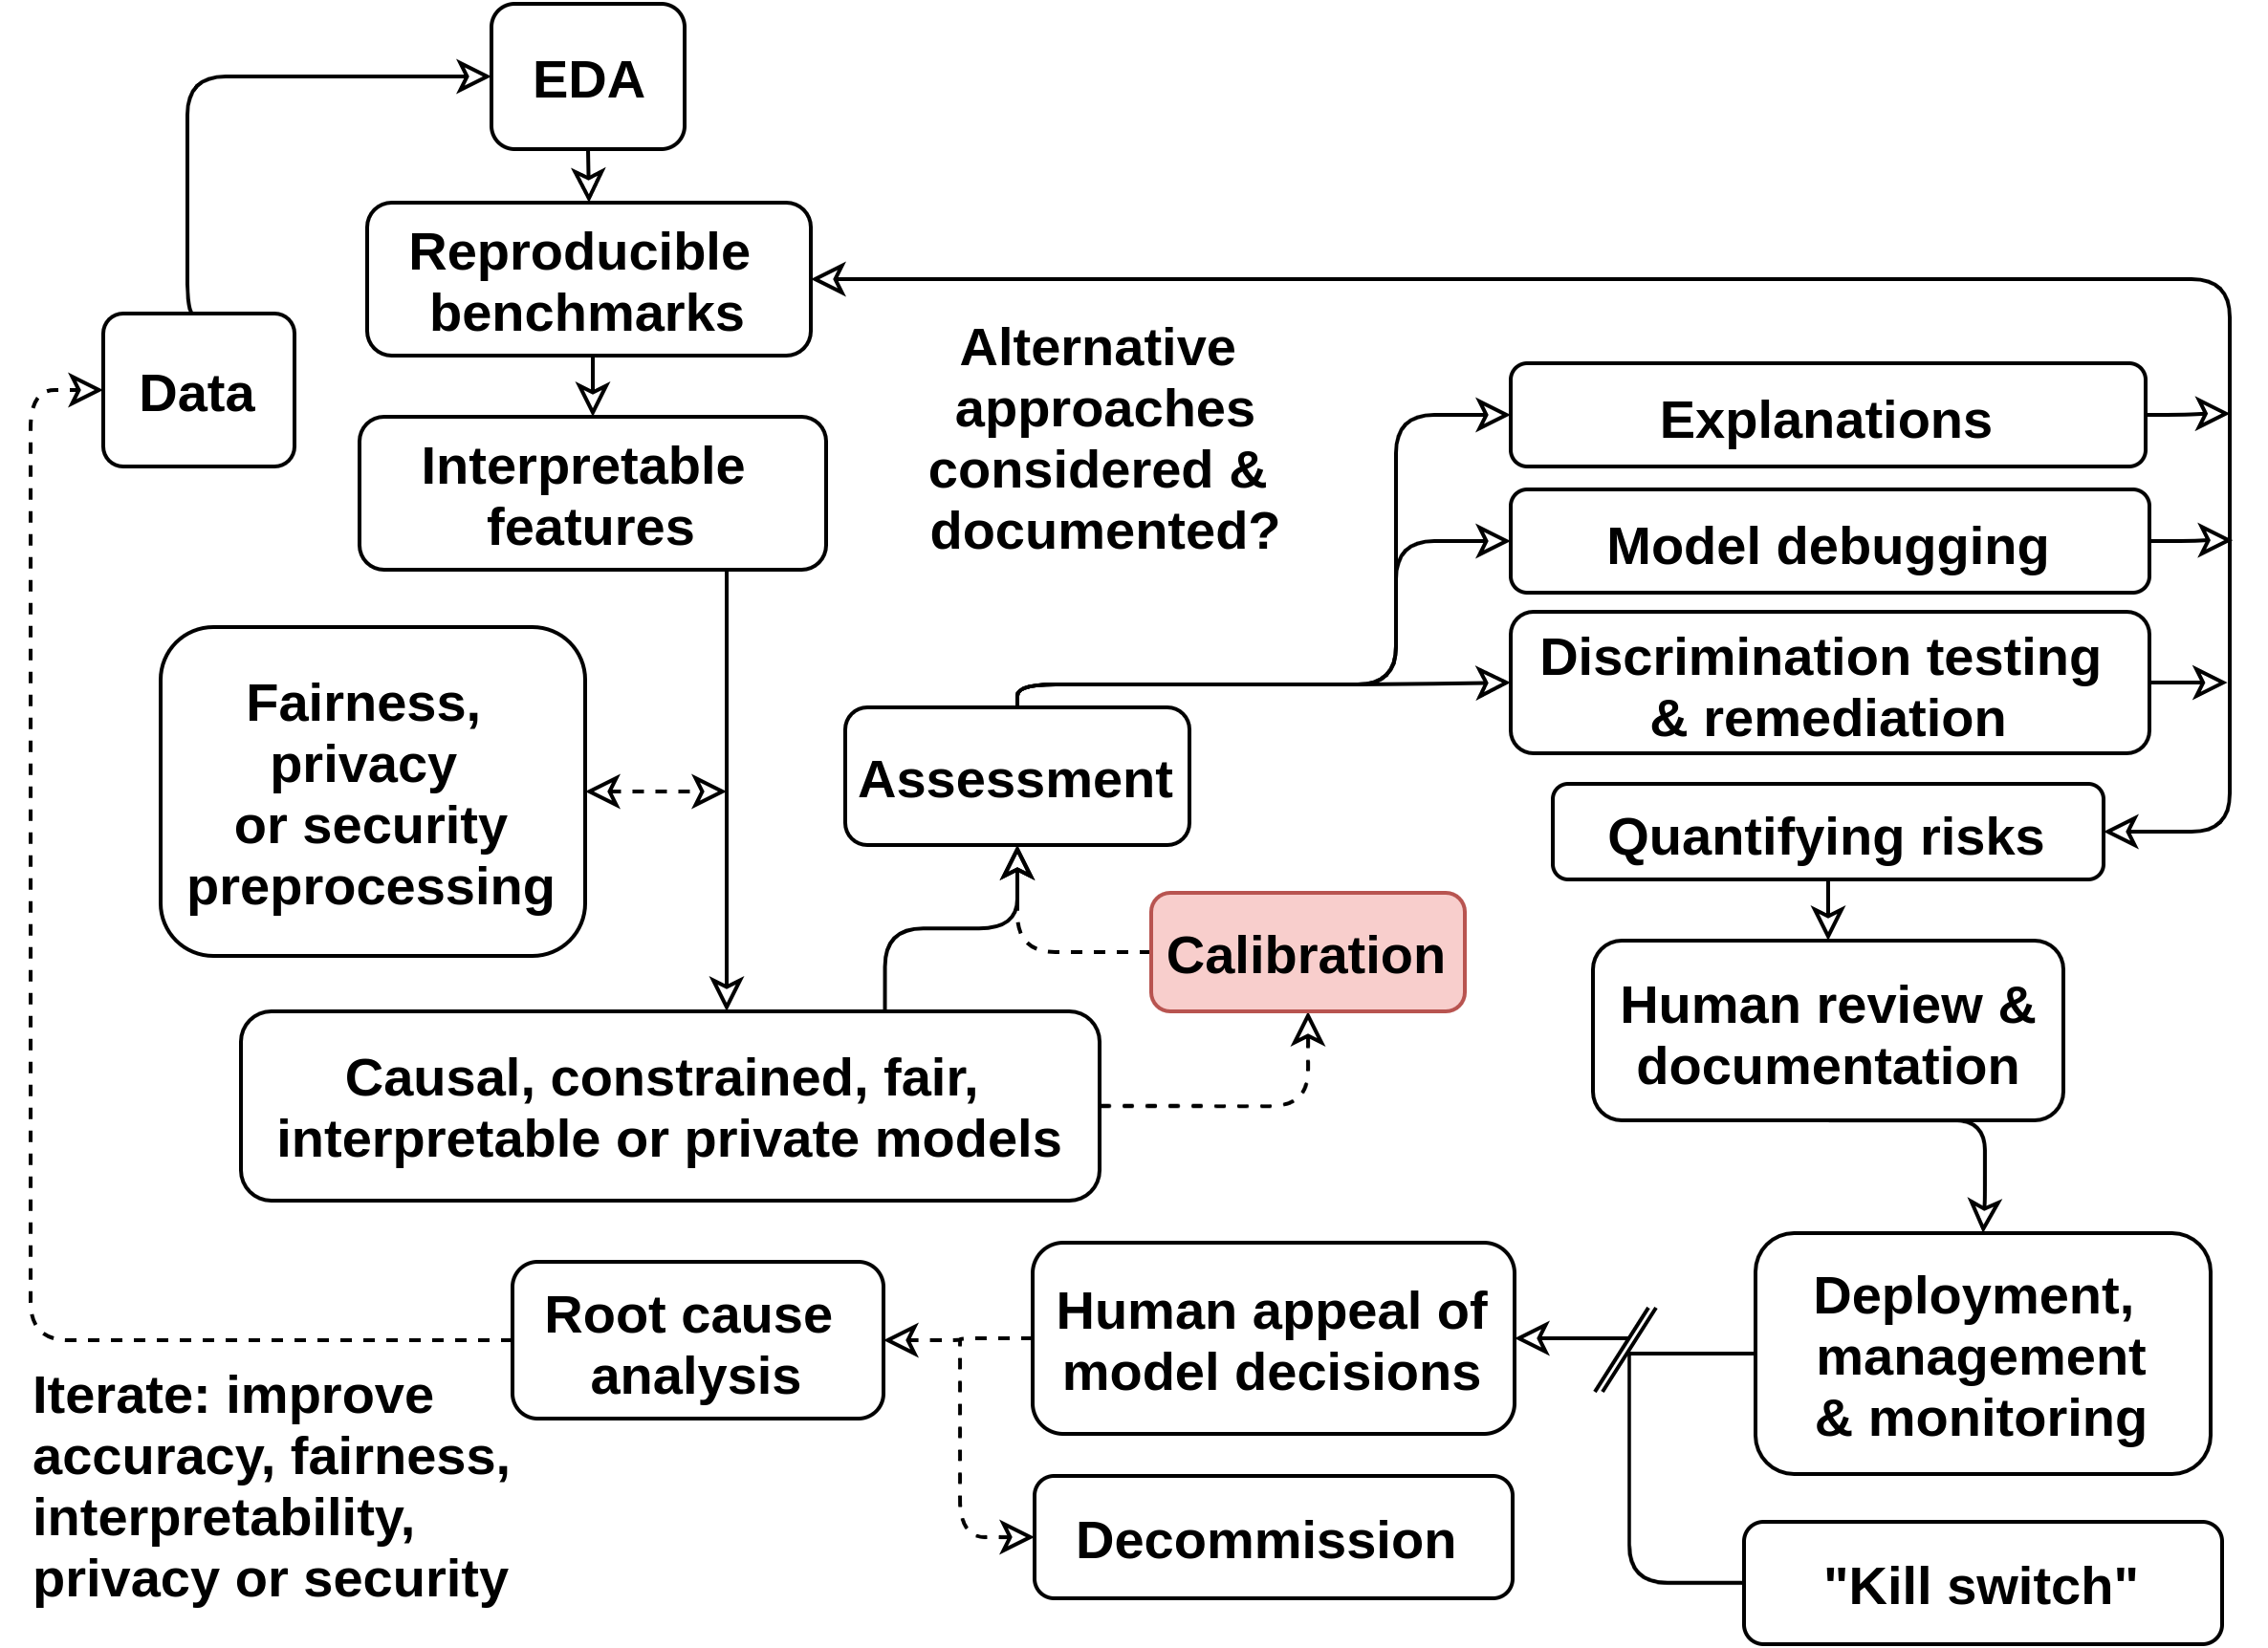 EDA
Reproducible
benchmarks
Data
Interpretable
features
Alternative
approaches
considered &
documented?
Explanations
Model debugging
Discrimination testing
& remediation
Fairness,
privacy
or security
preprocessing
Assessment
Quantifying risks
Calibration
Human review &
documentation
Causal, constrained, fair,
interpretable or private models
Root cause
analysis
Human appeal of
model decisions
Deployment,
management
& monitoring
Iterate: improve
accuracy, fairness,
interpretability,
privacy or security
Decommission
"Kill switch"